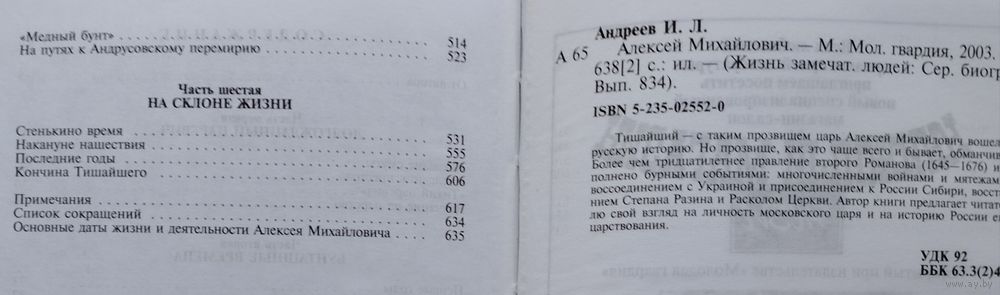 «Медный бунт» 514
На путях к Андрусовскому перемирию 523
Часть шестая
НА СКЛОНЕ ЖИЗНИ
Стенькино время 531
Накануне нашествия 555
Последние годы 576
Кончина Тишайшего 606
Примечания 617
Список сокращений 634
Основные даты жизни и деятельности Алексея Михайловича 635
Андреев И. Л.
А 65 Алексей Михайлович. — М.: Мол. гвардия, 2003.
638[2] с.: ил. — (Жизнь замечат. людей: Сер. биогр
Вып. 834).
ISBN 5-235-02552-0
Тишайший — с таким прозвищем царь Алексей Михайлович вошел
русскую историю. Но прозвище, как это чаще всего и бывает, обманчив
Более чем тридцатилетнее правление второго Романова (1645—1676) и
полнено бурными событиями: многочисленными войнами и мятежам
воссоединением с Украиной и присоединением к России Сибири, восст
нием Степана Разина и Расколом Церкви. Автор книги предлагает читате
лю свой взгляд на личность московского царя и на историю России е
царствования.
УДК 92
ББК 63.3(2)4
www.ay.by